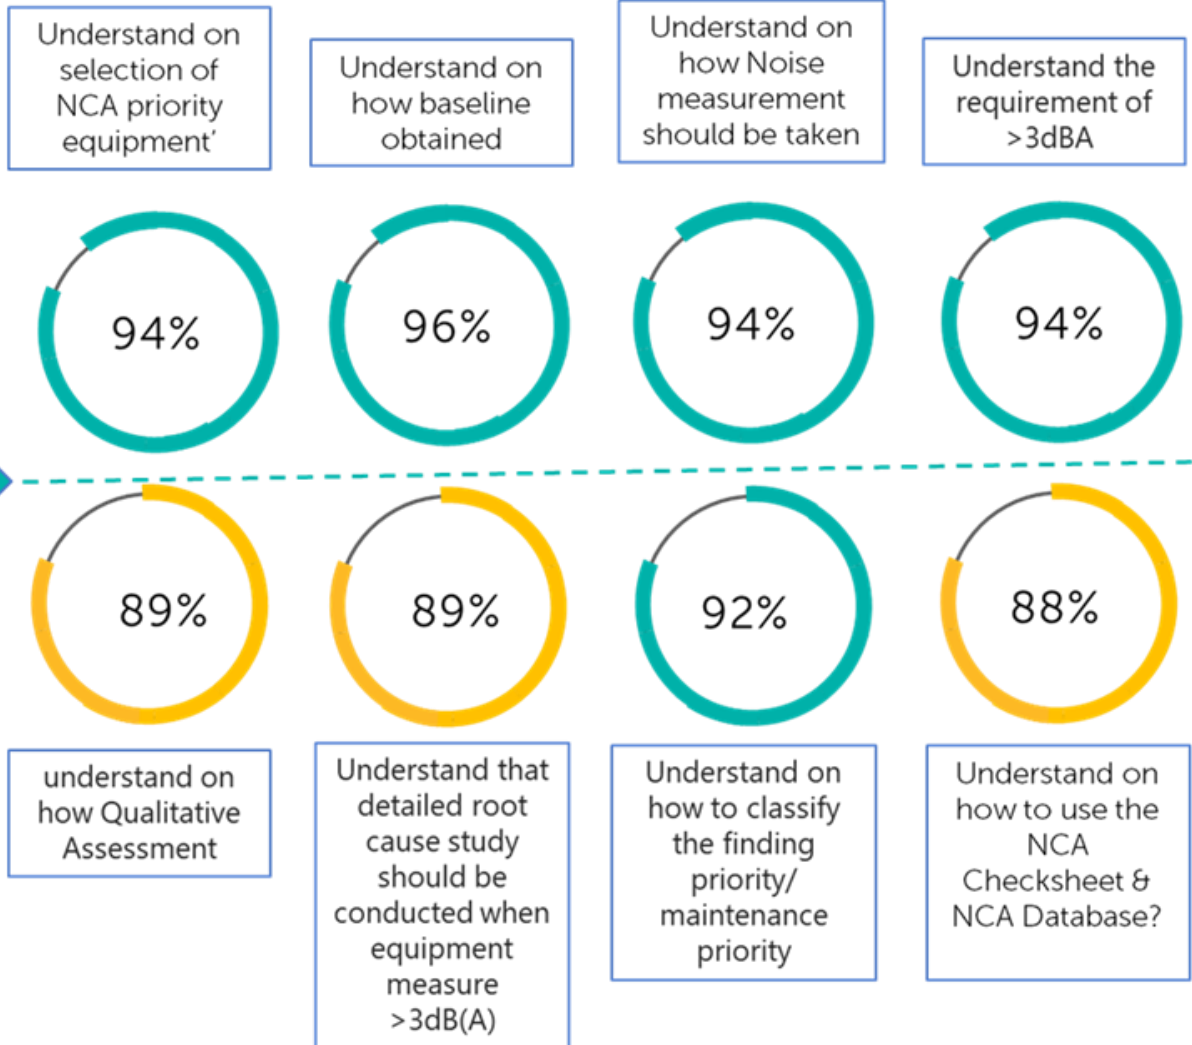 Understand on
selection of
NCA priority
equipment’
Understand on
how baseline
obtained
Understand on
how Noise
measurement
should be taken
Understand the
requirement of
>3dBA
94%
96%
94%
94%
89%
89%
92%
88%
understand on
how Qualitative
Assessment
Understand that
detailed root
cause study
should be
conducted when
equipment
measure
>3dB(A)
Understand on
how to classify
the finding
priority/
maintenance
priority
Understand on
how to use the
NCA
Checksheet &
NCA Database?